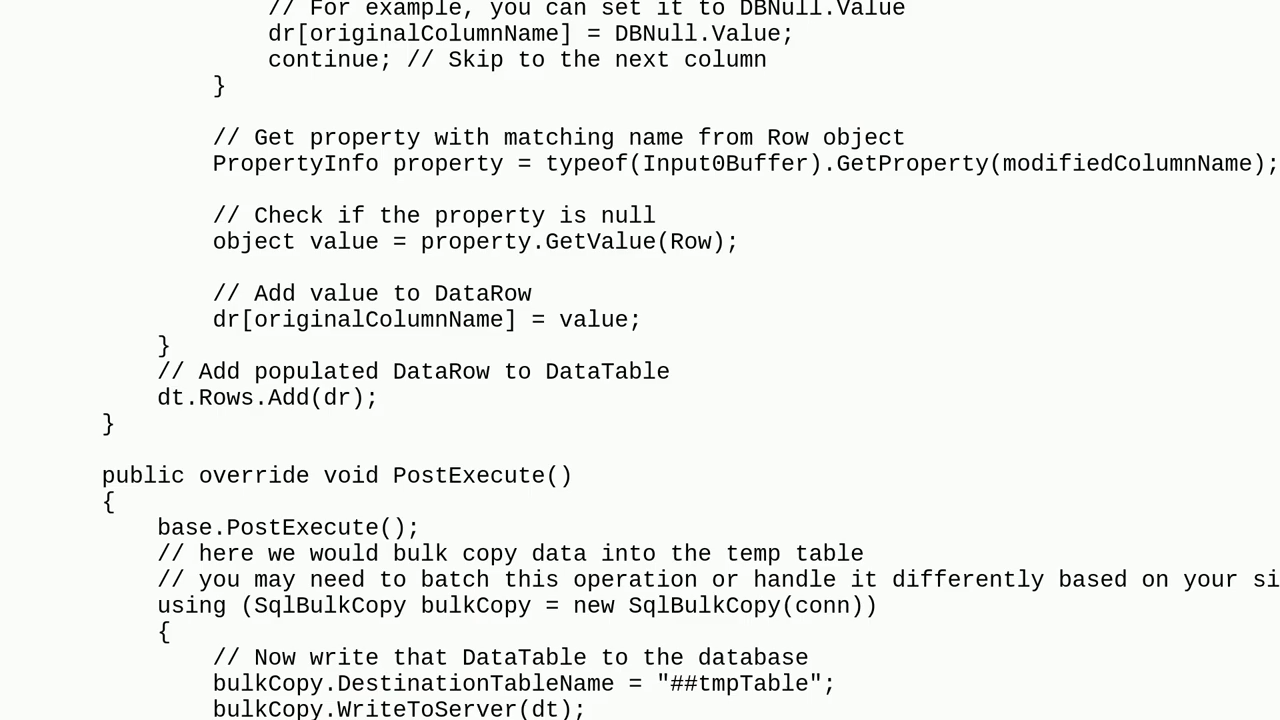 // For example, you can set it to DBNull.Value
dr[originalColumnName] = DBNull.Value;
continue; // Skip to the next column
}
// Get property with matching name from Row object
PropertyInfo property = typeof(Input0Buffer).GetProperty(modifiedColumnName);
// Check if the property is null
object value = property.GetValue(Row);
// Add value to DataRow
dr[originalColumnName] = value;
}
// Add populated DataRow to DataTable
dt.Rows.Add(dr);
}
public override void PostExecute()
{
base.PostExecute();
// here we would bulk copy data into the temp table
// you may need to batch this operation or handle it differently based on your si
using (SqlBulkCopy bulkCopy = new SqlBulkCopy(conn))
{
// Now write that DataTable to the database
bulkCopy.DestinationTableName = "##tmpTable";
bulkCopy.WriteToServer(dt);